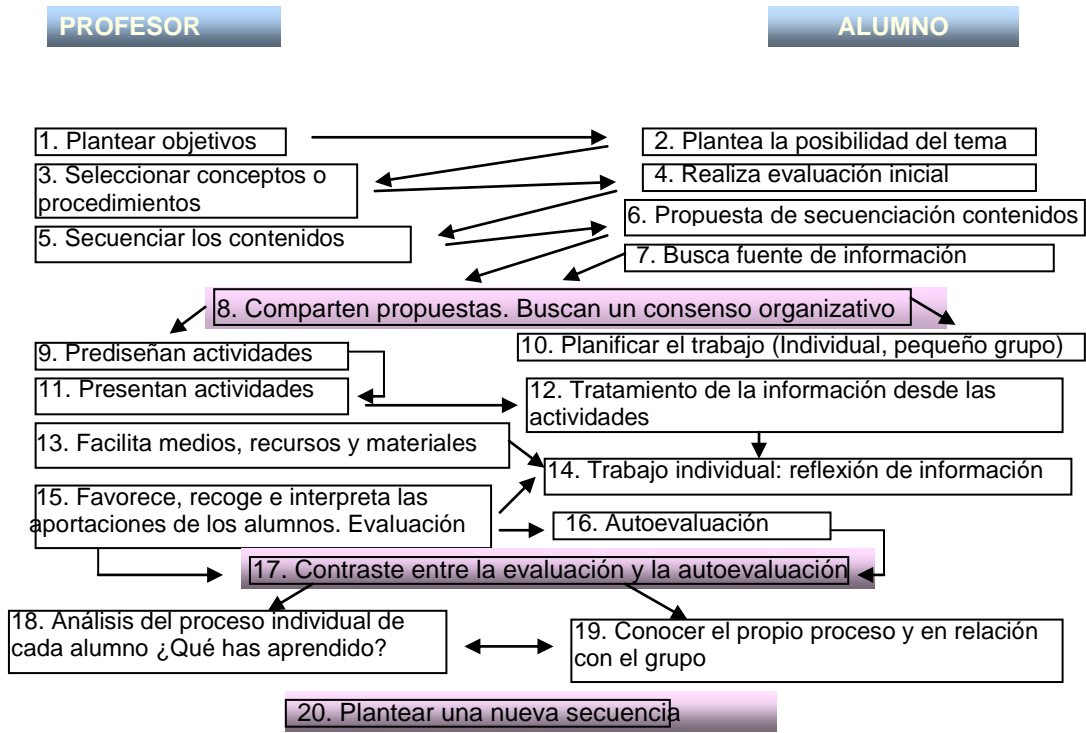 PROFESOR
ALUMNO
1. Plantear objetivos
2. Plantea la posibilidad del tema
3. Seleccionar conceptos o
procedimientos
4. Realiza evaluación inicial
5. Secuenciar los contenidos
6. Propuesta de secuenciación contenidos
7. Busca fuente de información
8. Comparten propuestas. Buscan un consenso organizativo
9. Prediseñan actividades
10. Planificar el trabajo (Individual, pequeño grupo)
11. Presentan actividades
12. Tratamiento de la información desde las
actividades
13. Facilita medios, recursos y materiales
14. Trabajo individual: reflexión de información
15. Favorece, recoge e interpreta las
aportaciones de los alumnos. Evaluación
16. Autoevaluación
17. Contraste entre la evaluación y la autoevaluación
18. Análisis del proceso individual de
cada alumno ¿Qué has aprendido?
19. Conocer el propio proceso y en relación
con el grupo
20. Plantear una nueva secuencia